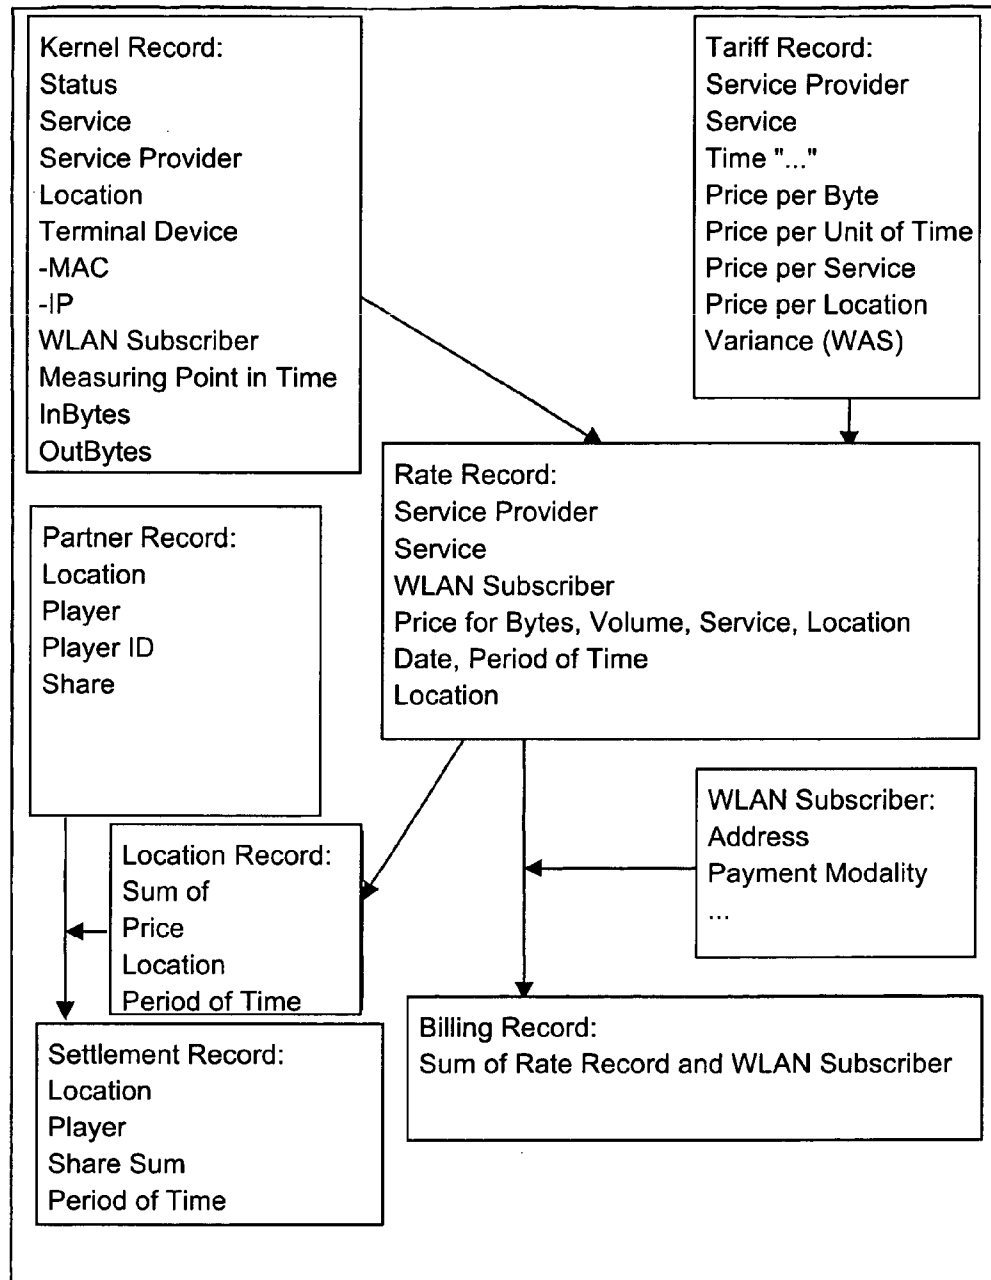 Kernel Record:
Status
Service
Service Provider
Location
Terminal Device
-MAC
-IP
WLAN Subscriber
Measuring Point in Time
InBytes
OutBytes
Tariff Record:
Service Provider
Service
Time "..."
Price per Byte
Price per Unit of Time
Price per Service
Price per Location
Variance (WAS)
Rate Record:
Service Provider
Service
WLAN Subscriber
Price for Bytes, Volume, Service, Location
Date, Period of Time
Location
Partner Record:
Location
Player
Player ID
Share
WLAN Subscriber:
Address
Payment Modality
...
Location Record:
Sum of
Price
Location
Period of Time
Billing Record:
Sum of Rate Record and WLAN Subscriber
Settlement Record:
Location
Player
Share Sum
Period of Time